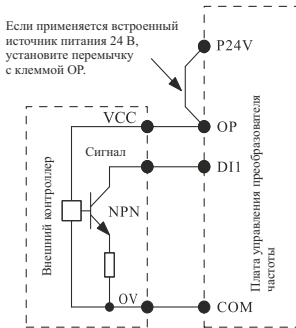 Если применяется встроенный
источник питания 24 В,
установите перемычку
с клеммой OP.
P24V
VCC
OP
Сигнал
DI1
NPN
Внешний контроллер
Плата управления преобразователя
частоты
0V
COM